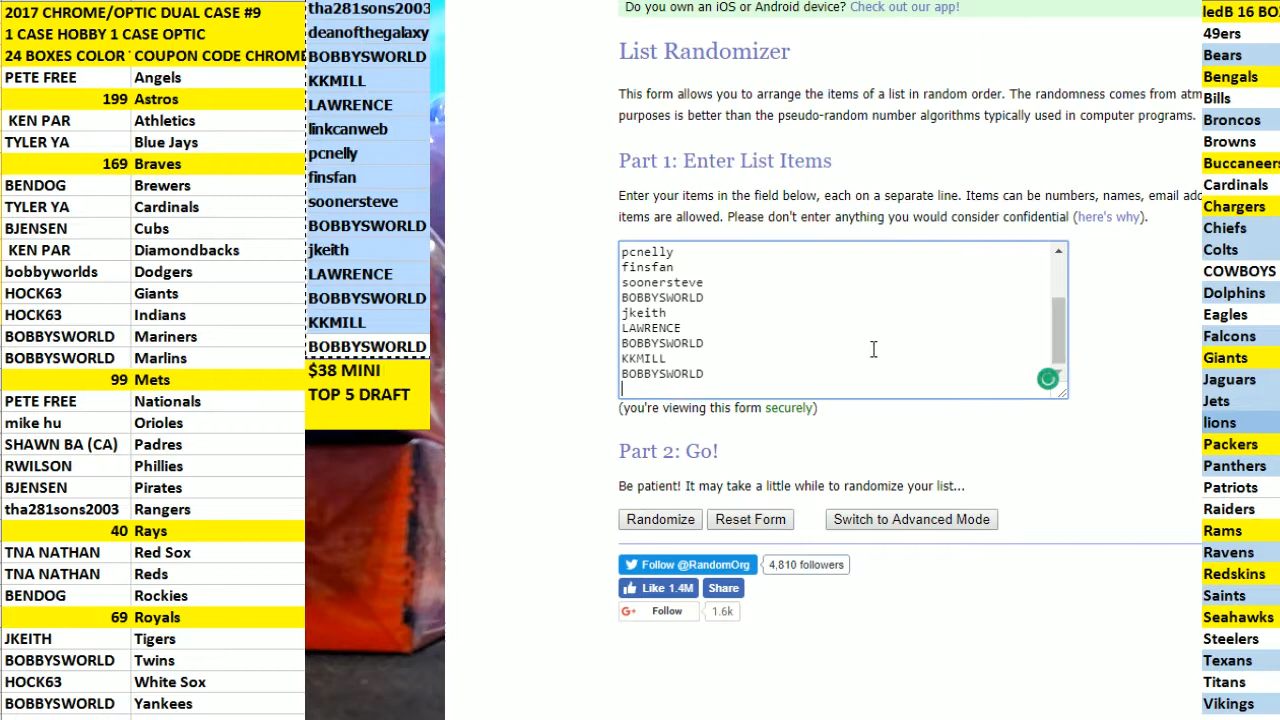 2017 CHROME/OPTIC DUAL CASE #9
1 CASE HOBBY 1 CASE OPTIC
24 BOXES COLOR COUPON CODE CHROME
PETE FREE Angels
199 Astros
KEN PAR Athletics
TYLER YA Blue Jays
169 Braves
BENDOG Brewers
TYLER YA Cardinals
BJENSEN Cubs
KEN PAR Diamondbacks
bobbyworlds Dodgers
HOCK63 Giants
HOCK63 Indians
BOBBYSWORLD Mariners
BOBBYSWORLD Marlins
99 Mets
PETE FREE Nationals
mike hu Orioles
SHAWN BA (CA) Padres
RWILSON Phillies
BJENSEN Pirates
tha281sons2003 Rangers
40 Rays
TNA NATHAN Red Sox
TNA NATHAN Reds
BENDOG Rockies
69 Royals
JKEITH Tigers
BOBBYSWORLD Twins
HOCK63 White Sox
BOBBYSWORLD Yankees
tha281sons2003
deanofthegalaxy
BOBBYSWORLD
KKMILL
LAWRENCE
linkcanweb
pcnelly
finsfan
soonersteve
BOBBYSWORLD
jkeith
LAWRENCE
BOBBYSWORLD
KKMILL
BOBBYSWORLD
$38 MINI
TOP 5 DRAFT
Do you own an iOS or Android device? Check out our app!
List Randomizer
This form allows you to arrange the items of a list in random order. The randomness comes from atm
purposes is better than the pseudo-random number algorithms typically used in computer programs.
Part 1: Enter List Items
Enter your items in the field below, each on a separate line. Items can be numbers, names, email add
items are allowed. Please don't enter anything you would consider confidential (here's why).
pcnelly
finsfan
soonersteve
BOBBYSWORLD
jkeith
LAWRENCE
BOBBYSWORLD
KKMILL
BOBBYSWORLD
(you're viewing this form securely)
Part 2: Go!
Be patient! It may take a little while to randomize your list...
Randomize Reset Form Switch to Advanced Mode
Follow @RandomOrg 4,810 followers
Like 1.4M Share
G+ Follow 1.6k
ledB 16 BO
49ers
Bears
Bengals
Bills
Broncos
Browns
Buccaneers
Cardinals
Chargers
Chiefs
Colts
COWBOYS
Dolphins
Eagles
Falcons
Giants
Jaguars
Jets
lions
Packers
Panthers
Patriots
Raiders
Rams
Ravens
Redskins
Saints
Seahawks
Steelers
Texans
Titans
Vikings